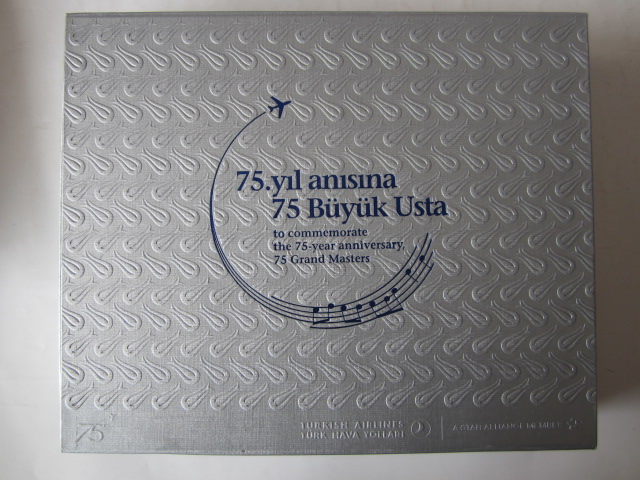 75.yıl anısına
75 Büyük Usta
to commemorate
the 75-year anniversary,
75 Grand Masters
75
TURKISH AIRLINES
TÜRK HAVA YOLLARI
A STAR ALLIANCE MEMBER